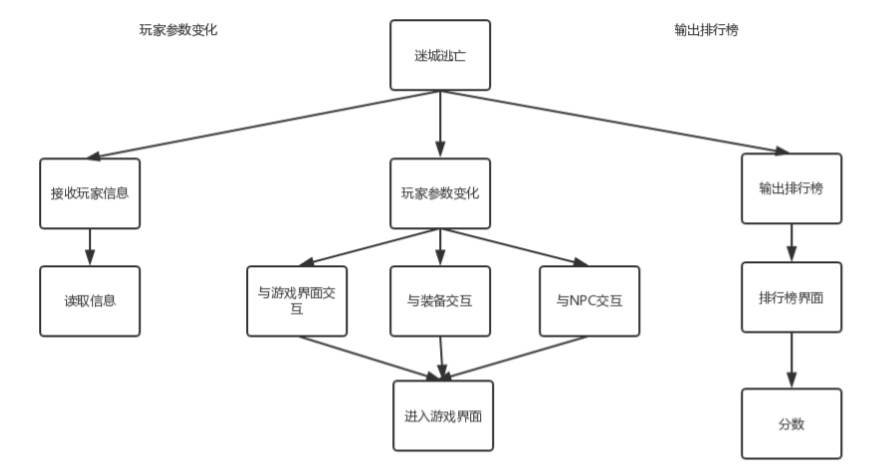 玩家参数变化
输出排行榜
迷城逃亡
接收玩家信息
玩家参数变化
输出排行榜
读取信息
与游戏界面交
互
与装备交互
与NPC交互
排行榜界面
进入游戏界面
分数